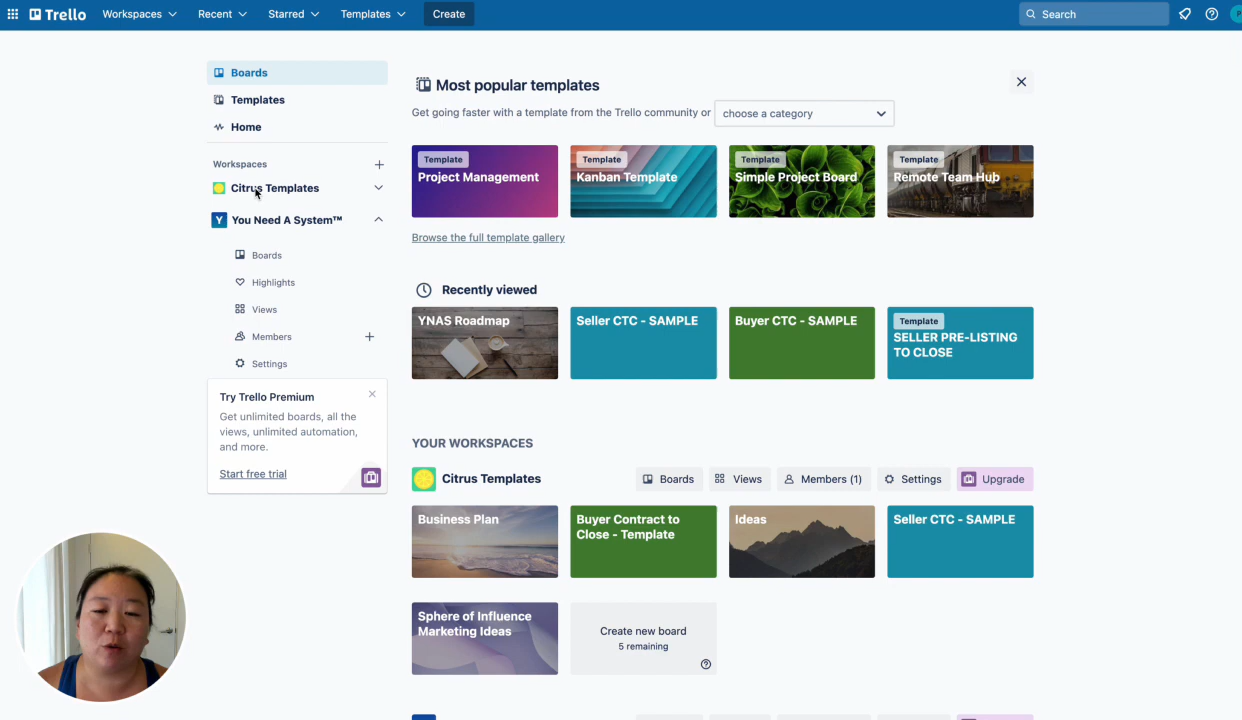 Trello
Workspaces
Recent
Starred
Templates
Create
Search
Boards
Templates
Home
Workspaces
Citrus Templates
Y
You Need A System™
Boards
Highlights
Views
Members
Settings
Try Trello Premium
Get unlimited boards, all the
views, unlimited automation,
and more.
Start free trial
Most popular templates
Get going faster with a template from the Trello community or
choose a category
Template
Project Management
Template
Kanban Template
Template
Simple Project Board
Template
Remote Team Hub
Browse the full template gallery
Recently viewed
YNAS Roadmap
Seller CTC - SAMPLE
Buyer CTC - SAMPLE
Template
SELLER PRE-LISTING
TO CLOSE
YOUR WORKSPACES
Citrus Templates
Boards
Views
Members (1)
Settings
Upgrade
Business Plan
Buyer Contract to
Close - Template
Ideas
Seller CTC - SAMPLE
Sphere of Influence
Marketing Ideas
Create new board
5 remaining